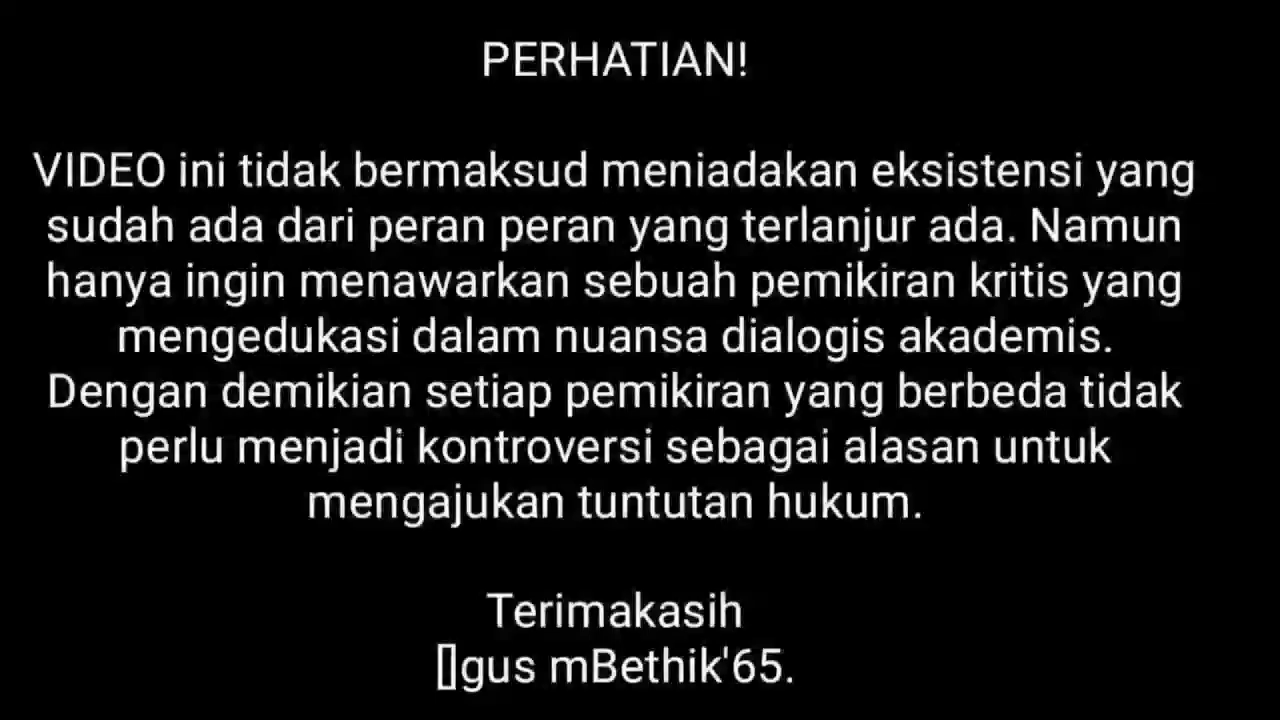 PERHATIAN!
VIDEO ini tidak bermaksud meniadakan eksistensi yang
sudah ada dari peran peran yang terlanjur ada. Namun
hanya ingin menawarkan sebuah pemikiran kritis yang
mengedukasi dalam nuansa dialogis akademis.
Dengan demikian setiap pemikiran yang berbeda tidak
perlu menjadi kontroversi sebagai alasan untuk
mengajukan tuntutan hukum.
Terimakasih
[]gus mBethik'65.